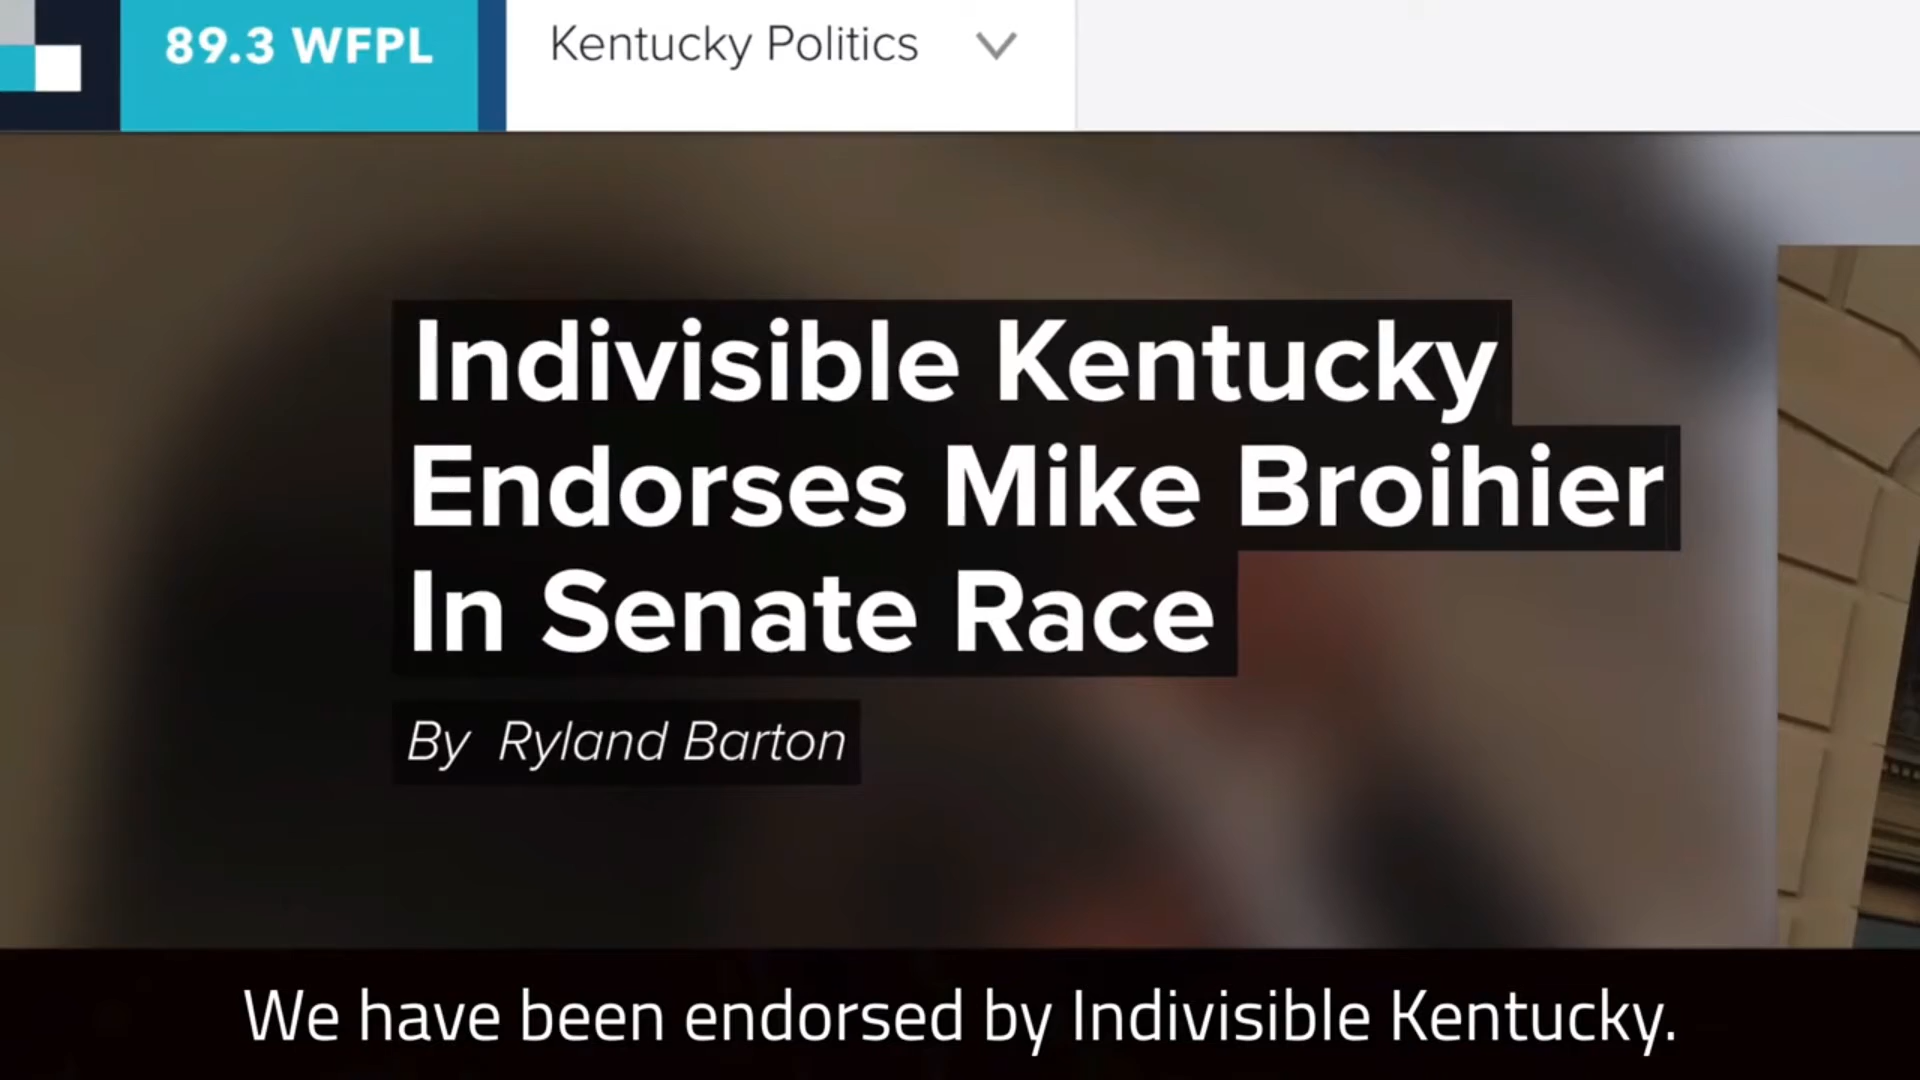 89.3 WFPL
Kentucky Politics
Indivisible Kentucky
Endorses Mike Broihier
In Senate Race
By Ryland Barton
We have been endorsed by Indivisible Kentucky.